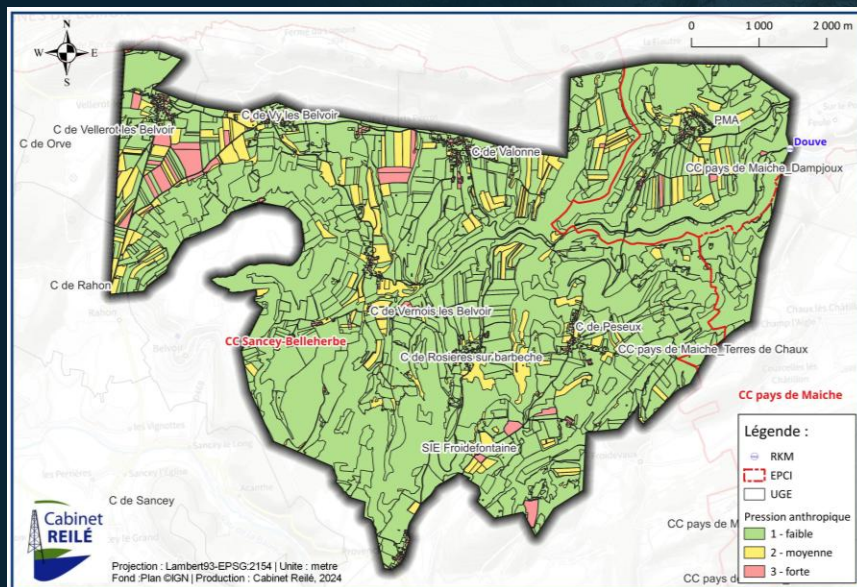 N
W E
S
0 1 000 2 000 m
C de Vellerot les Belvoir
C de Vy les Belvoir
C de Orve
C de Valonne
PMA
Douve
CC pays de Maiche_Dampjoux
C de Rahon
C de Vernois les Belvoir
CC Sancey-Belleherbe
C de Peseux
C de Rosieres sur barbeche
CC pays de Maiche_Terres de Chaux
CC pays de Maiche
SIE Froidefontaine
C de Sancey
CC pays de M
Légende :
RKM
EPCI
UGE
Pression anthropique
1 - faible
2 - moyenne
3 - forte
Cabinet
REILÉ
Projection : Lambert93-EPSG:2154 | Unite : metre
Fond :Plan ©IGN | Production : Cabinet Reilé, 2024